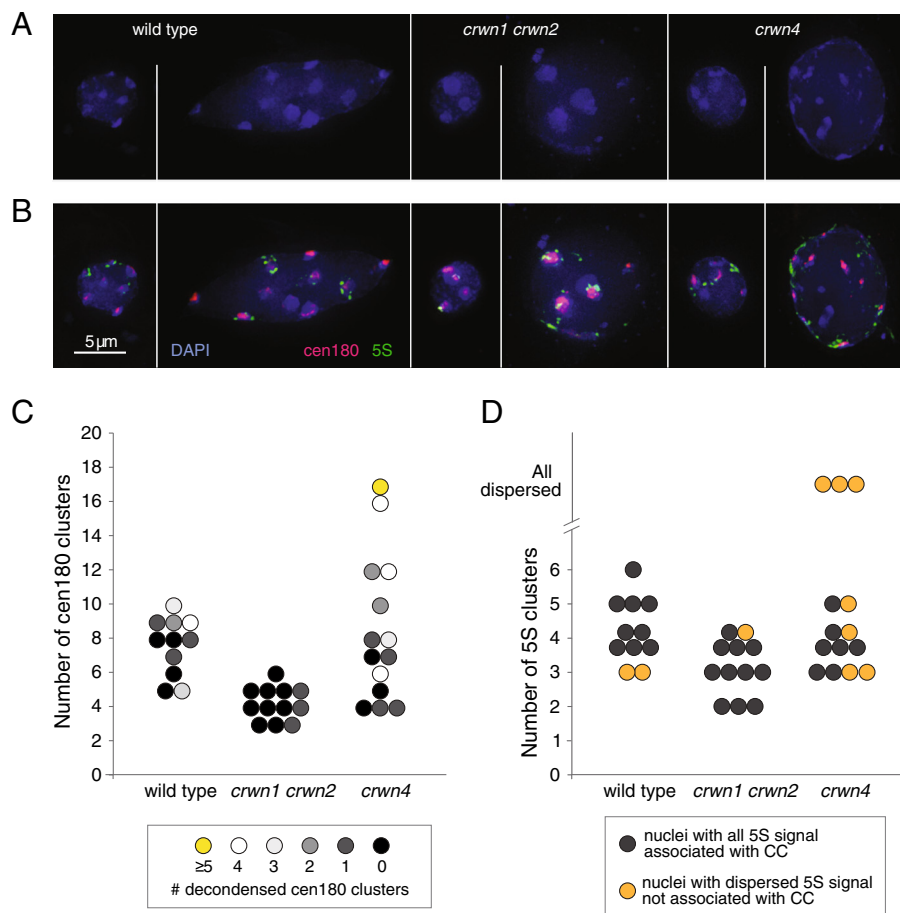 A
wild type
crwn1 crwn2
crwn4
B
5 µm
DAPI
cen180 5S
C
Number of cen180 clusters
20
18
16
14
12
10
8
6
4
2
0
wild type
crwn1 crwn2
crwn4
≥5 4 3 2 1 0
# decondensed cen180 clusters
D
Number of 5S clusters
All
dispersed
6
5
4
3
2
1
0
wild type
crwn1 crwn2
crwn4
nuclei with all 5S signal
associated with CC
nuclei with dispersed 5S signal
not associated with CC